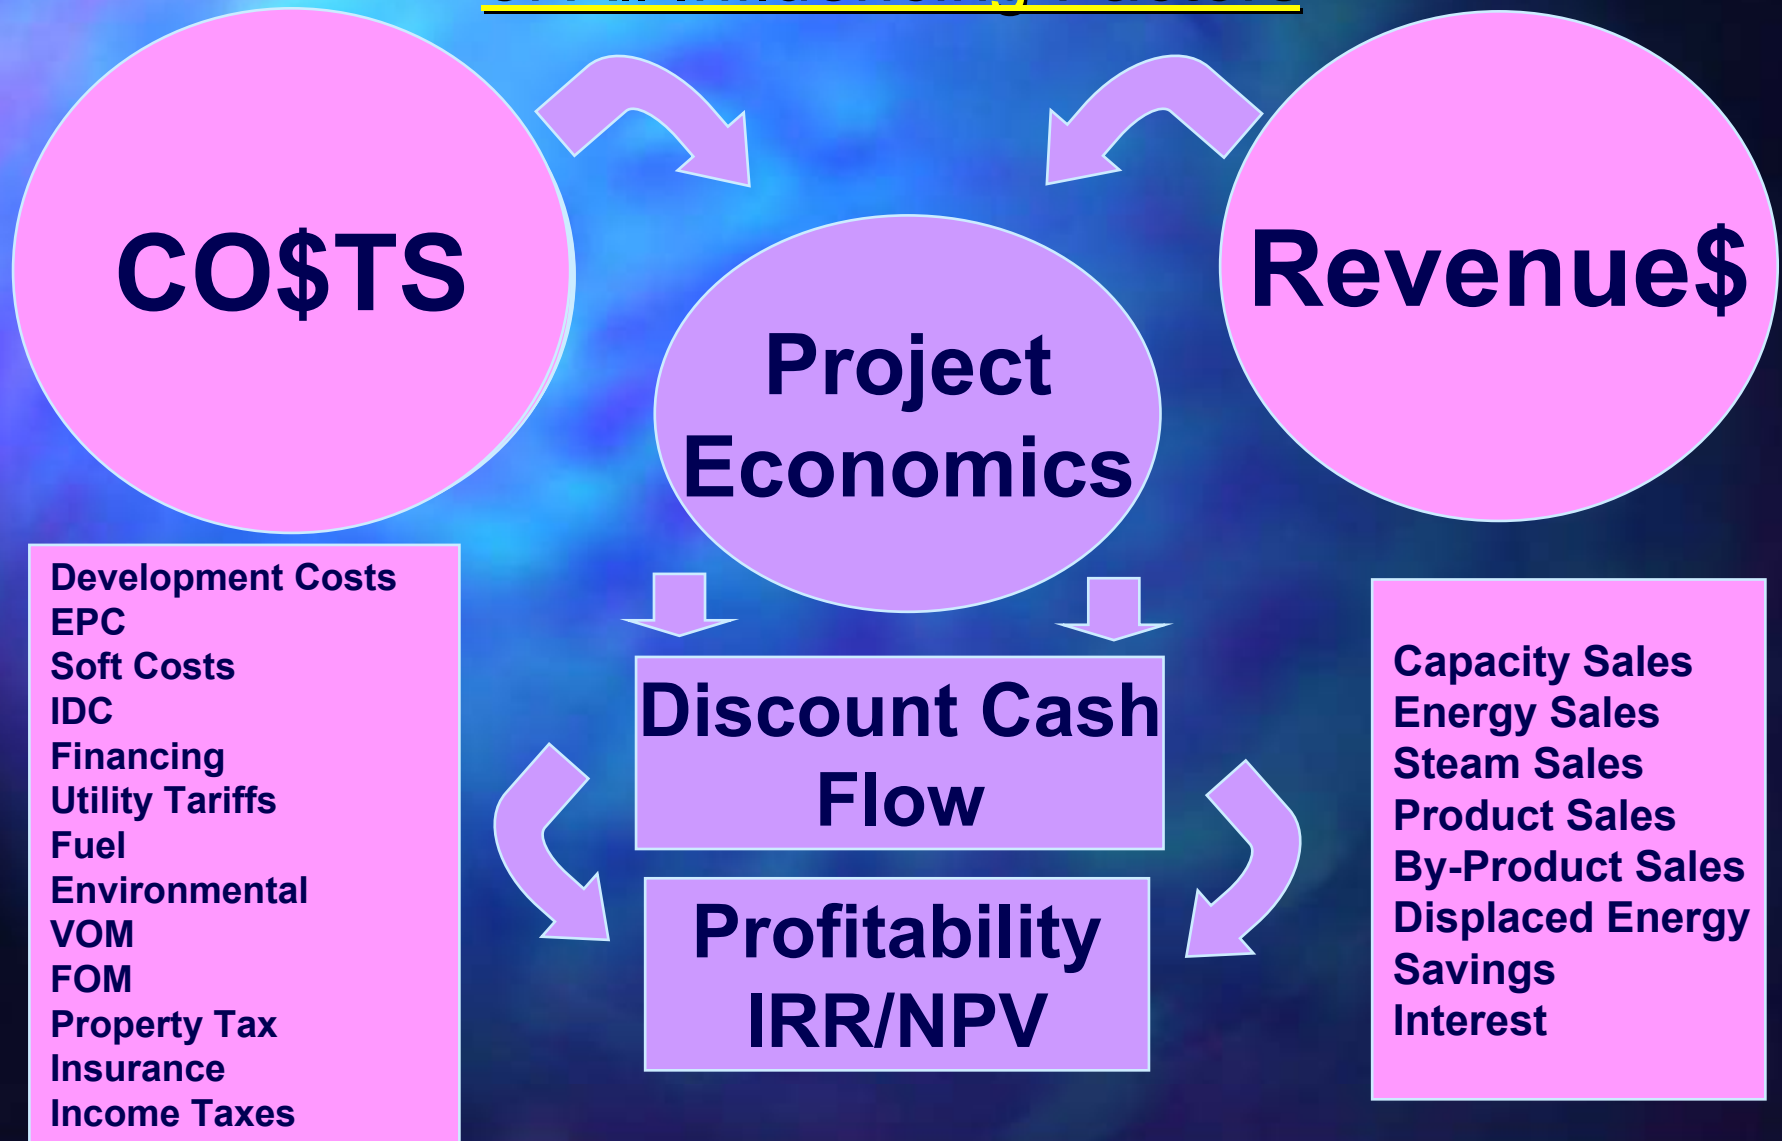 CO$TS
Revenue$
Project
Economics
Development Costs
EPC
Soft Costs
IDC
Financing
Utility Tariffs
Fuel
Environmental
VOM
FOM
Property Tax
Insurance
Income Taxes
Discount Cash
Flow
Profitability
IRR/NPV
Capacity Sales
Energy Sales
Steam Sales
Product Sales
By-Product Sales
Displaced Energy
Savings
Interest